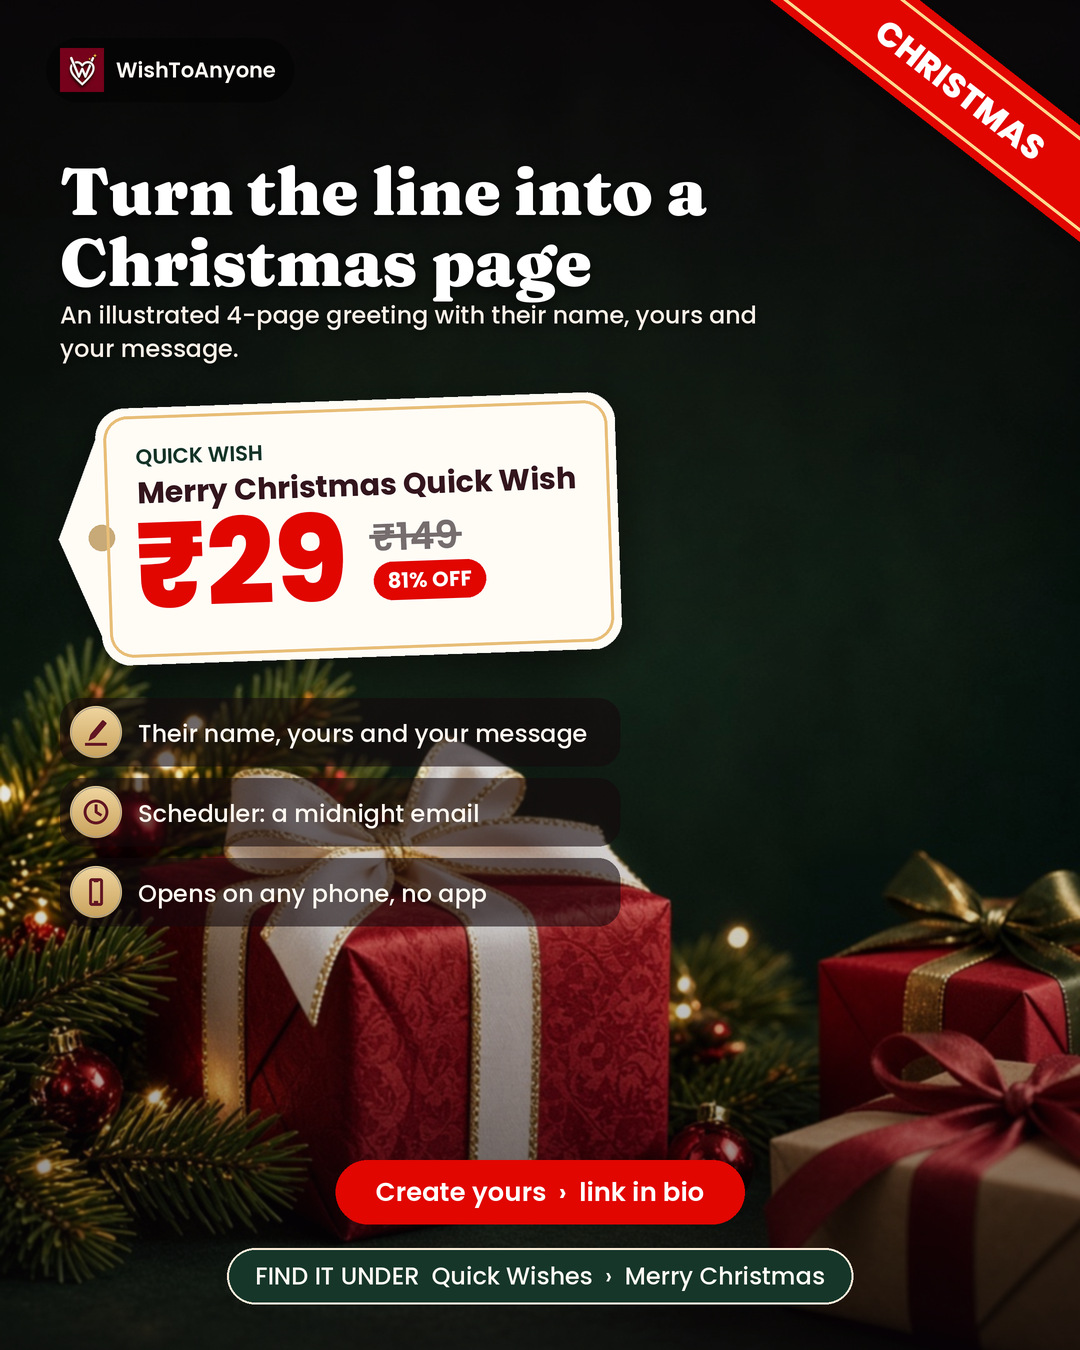 WishToAnyone
CHRISTMAS
Turn the line into a
Christmas page
An illustrated 4-page greeting with their name, yours and
your message.
QUICK WISH
Merry Christmas Quick Wish
₹29
₹149
81% OFF
Their name, yours and your message
Scheduler: a midnight email
Opens on any phone, no app
Create yours › link in bio
FIND IT UNDER Quick Wishes › Merry Christmas